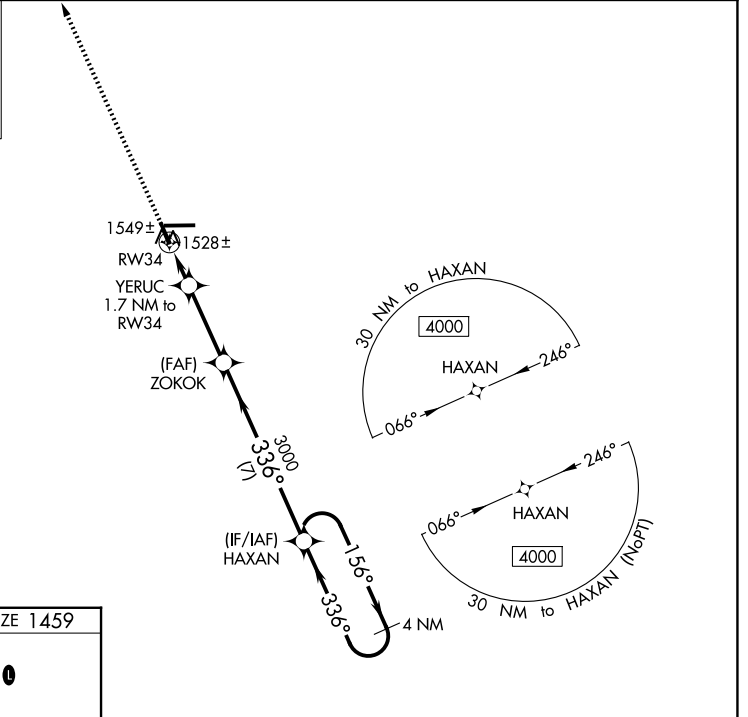 1549±
1528±
RW34
YERUC
1.7 NM to
RW34
(FAF)
ZOKOK
3000
336°
(7)
(IF/IAF)
HAXAN
156°
336°
4 NM
30 NM to HAXAN
4000
HAXAN
246°
066°
246°
066°
HAXAN
4000
30 NM to HAXAN (NoPT)
ZE 1459
L